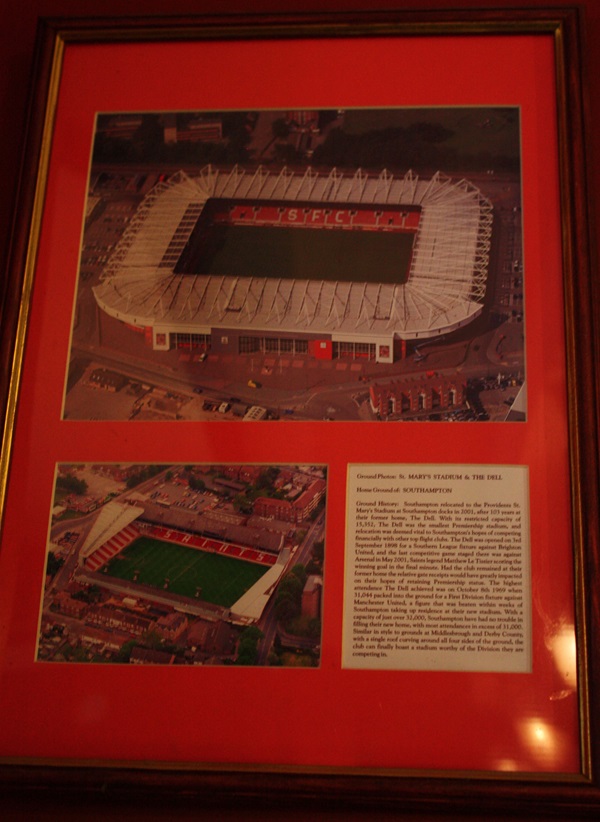 SFC
SAINTS
Ground Photos: St. MARY'S STADIUM & THE DELL
Home Ground of: SOUTHAMPTON
Ground History: Southampton relocated to the Providents St.
Mary's Stadium at Southampton docks in 2001, after 103 years at
their former home, The Dell. With its restricted capacity of
15,352, The Dell was the smallest Premiership stadium, and
relocation was deemed vital to Southampton's hopes of competing
financially with other top flight clubs. The Dell was opened on 3rd
September 1898 for a Southern League fixture against Brighton
United, and the last competitive game staged there was against
Arsenal in May 2001, Saints legend Matthew Le Tissier scoring the
winning goal in the final minute. Had the club remained at their
former home the relative gate receipts would have greatly impacted
on their hopes of retaining Premiership status. The highest
attendance The Dell achieved was on October 8th 1969 when
31,044 packed into the ground for a First Division fixture against
Manchester United, a figure that was beaten within weeks of
Southampton taking up residence at their new stadium. With a
capacity of just over 32,000, Southampton have had no trouble in
filling their new home, with most attendances in excess of 31,000.
Similar in style to grounds at Middlesbrough and Derby County,
with a single roof curving around all four sides of the ground, the
club can finally boast a stadium worthy of the Division they are
competing in.